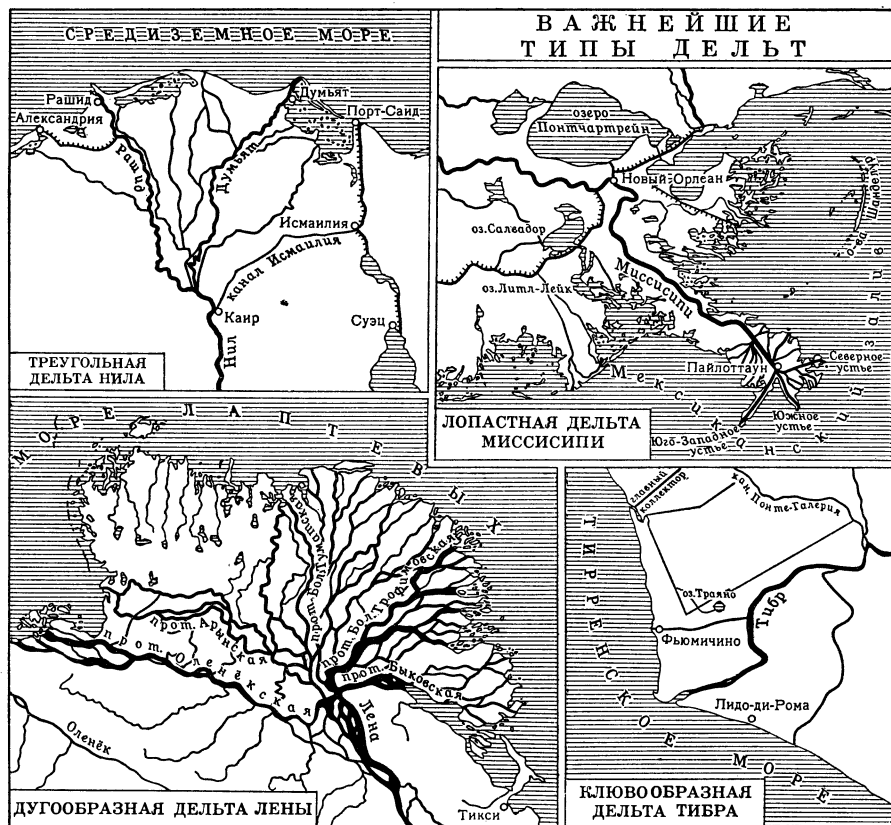 ВАЖНЕЙШИЕ
ТИПЫ ДЕЛЬТ
СРЕДИЗЕМНОЕ МОРЕ
Рашид
Александрия
Думьят
Порт-Саид
Рашид
Думьят
Исмаилия
канал Исмаилия
Каир
Суэц
Нил
ТРЕУГОЛЬНАЯ
ДЕЛЬТА НИЛА
озеро
Понтчартрейн
Новый-Орлеан
оз.Салвадор
оз.Литл-Лейк
Миссисипи
о-ва Шанделур
Пайлоттаун
Северное
устье
Южное
устье
Юго-Западное
устье
Мексиканский залив
ЛОПАСТНАЯ ДЕЛЬТА
МИССИСИПИ
МОРЕ ЛАПТЕВЫХ
прот. Бол.Туматская
прот. Бол.Трофимовская
прот. Арынская
прот. Оленёкская
прот. Быковская
Лена
Оленёк
Тикси
ДУГООБРАЗНАЯ ДЕЛЬТА ЛЕНЫ
главный
коллектор
кан. Понте-Галерия
оз.Траяно
Тибр
Фьюмичино
Лидо-ди-Рома
ТИРРЕНСКОЕ МОРЕ
КЛЮВООБРАЗНАЯ
ДЕЛЬТА ТИБРА